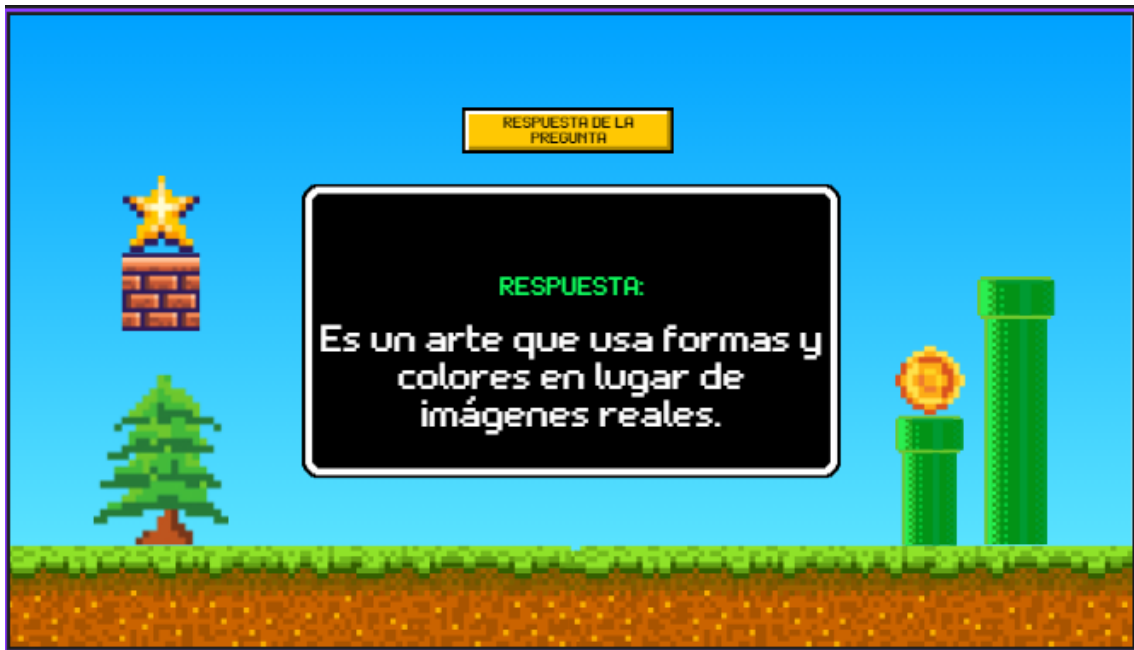 RESPUESTA DE LA
PREGUNTA
RESPUESTA:
Es un arte que usa formas y
colores en lugar de
imágenes reales.